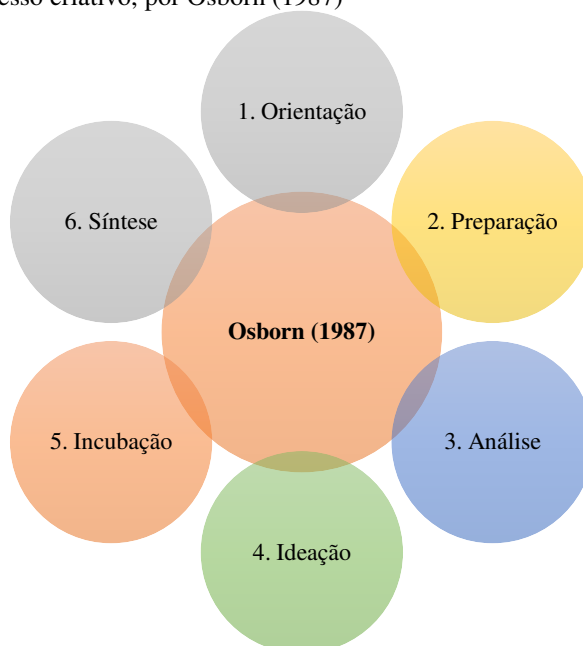 criativo, por Osborn (1987)
1. Orientação
2. Preparação
3. Análise
4. Ideação
5. Incubação
6. Síntese
Osborn (1987)